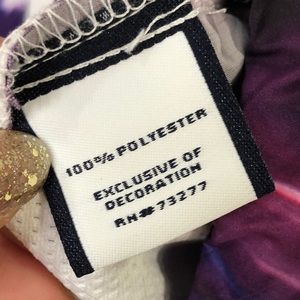 100% POLYESTER
EXCLUSIVE OF
DECORATION
RN# 73277